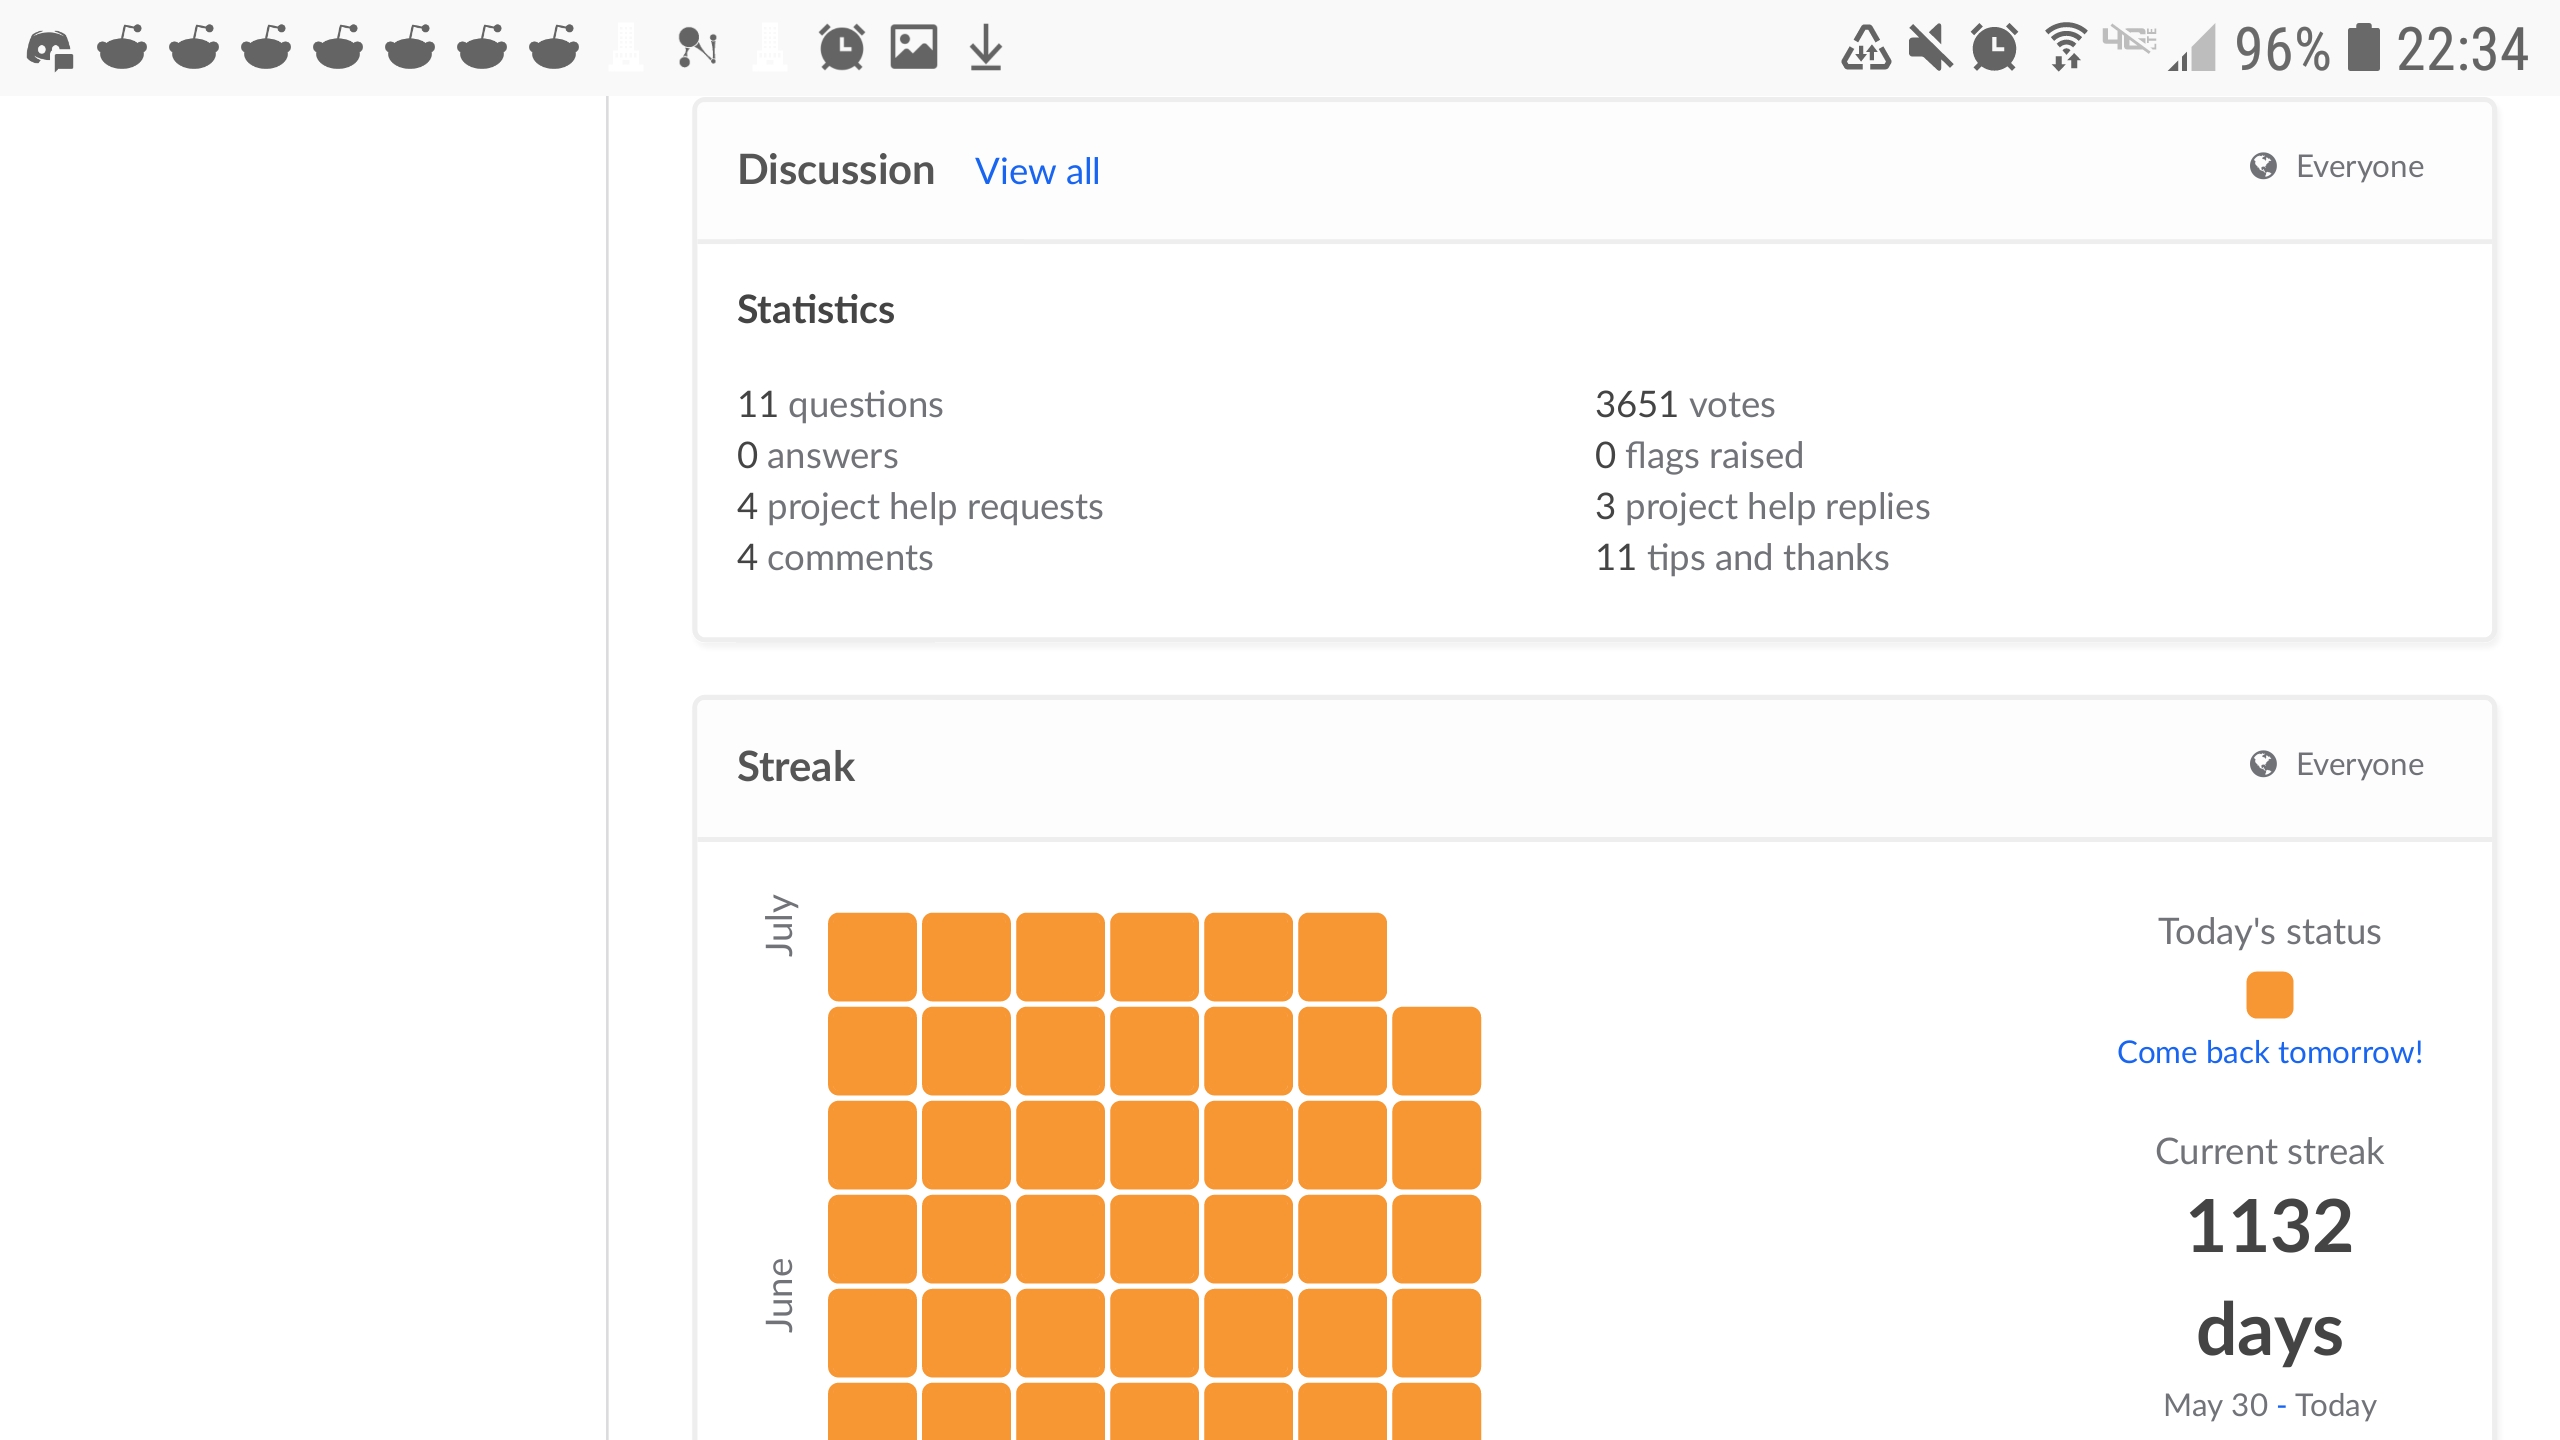 96% 22:34
Discussion View all Everyone
Statistics
11 questions
0 answers
4 project help requests
4 comments
3651 votes
0 flags raised
3 project help replies
11 tips and thanks
Streak Everyone
July
June
Today's status
Come back tomorrow!
Current streak
1132
days
May 30 - Today